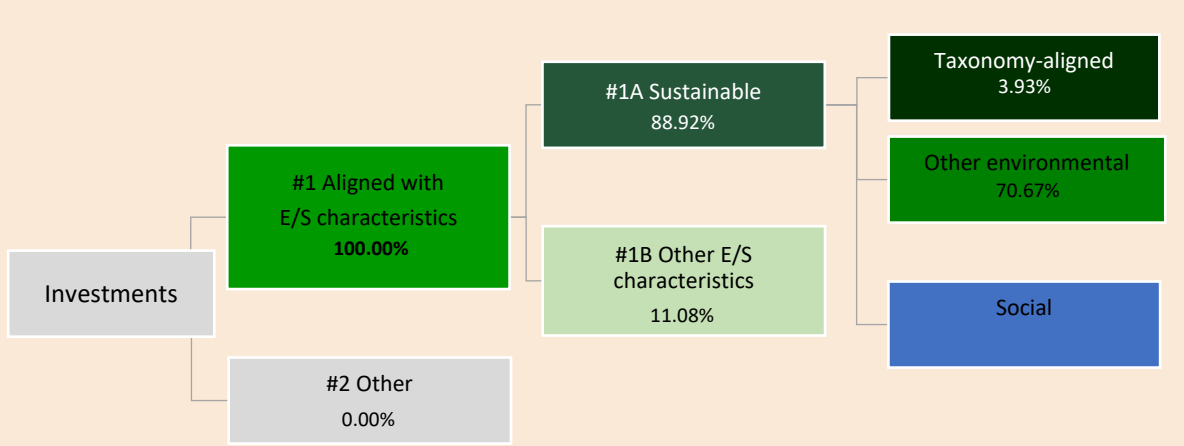 Investments
#1 Aligned with
E/S characteristics
100.00%
#2 Other
0.00%
#1A Sustainable
88.92%
#1B Other E/S
characteristics
11.08%
Taxonomy-aligned
3.93%
Other environmental
70.67%
Social